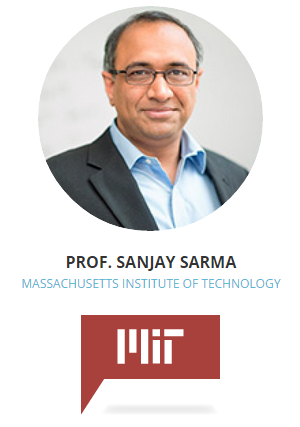 PROF. SANJAY SARMA
MASSACHUSETTS INSTITUTE OF TECHNOLOGY
MIT